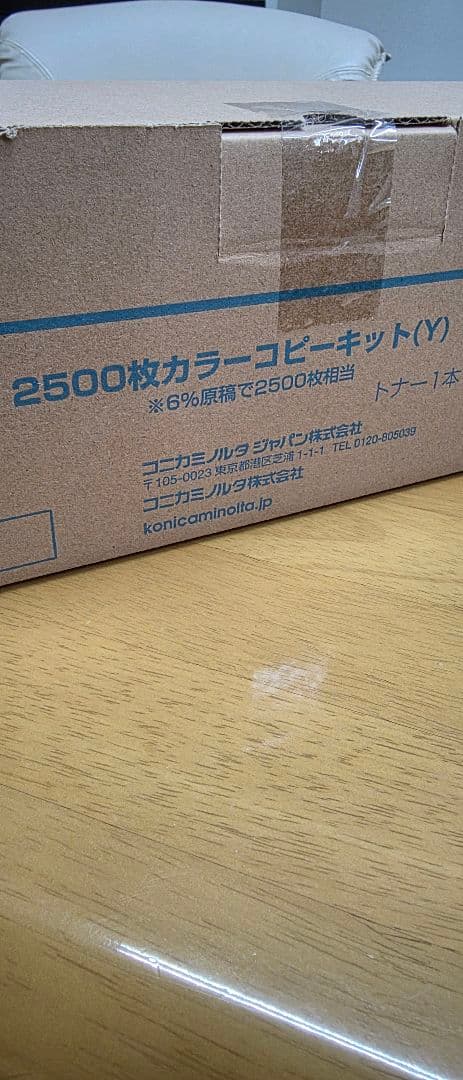 2500枚カラーコピーキット(Y)
※6%原稿で2500枚相当
トナー1本
コニカミノルタ ジャパン株式会社
〒105-0023 東京都港区芝浦 1-1-1 TEL 0120-805039
コニカミノルタ株式会社
konicaminolta.jp